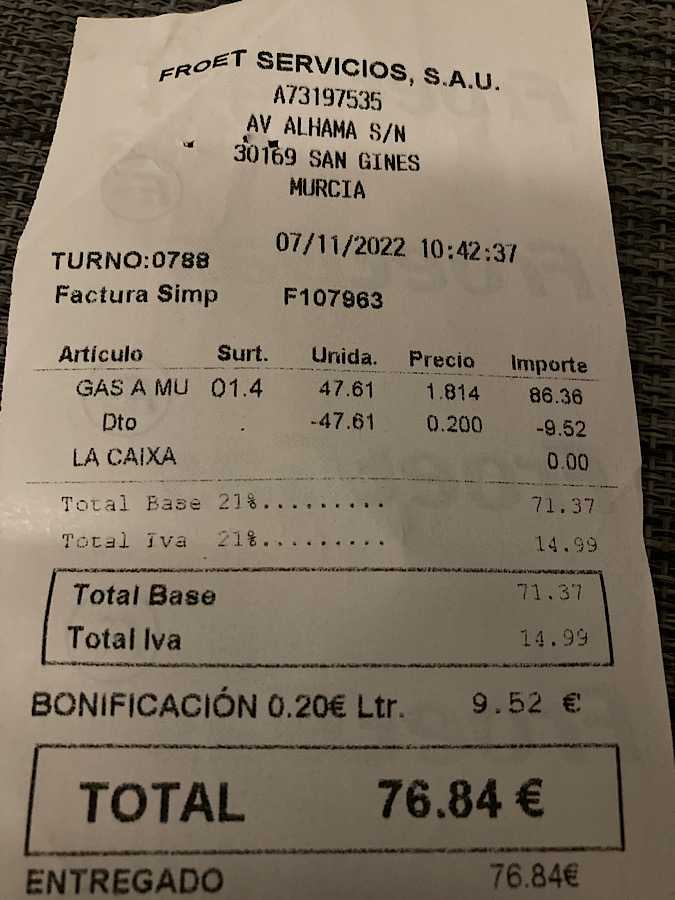 FROET SERVICIOS, S.A.U.
A73197535
AV ALHAMA S/N
30169 SAN GINES
MURCIA
07/11/2022 10:42:37
TURNO:0788
Factura Simp F107963
Artículo Surt. Unida. Precio Importe
GAS A MU 01.4 47.61 1.814 86.36
Dto . -47.61 0.200 -9.52
LA CAIXA 0.00
Total Base 21%......... 71.37
Total Iva 21%......... 14.99
Total Base 71.37
Total Iva 14.99
BONIFICACIÓN 0.20€ Ltr. 9.52 €
TOTAL 76.84 €
ENTREGADO 76.84€